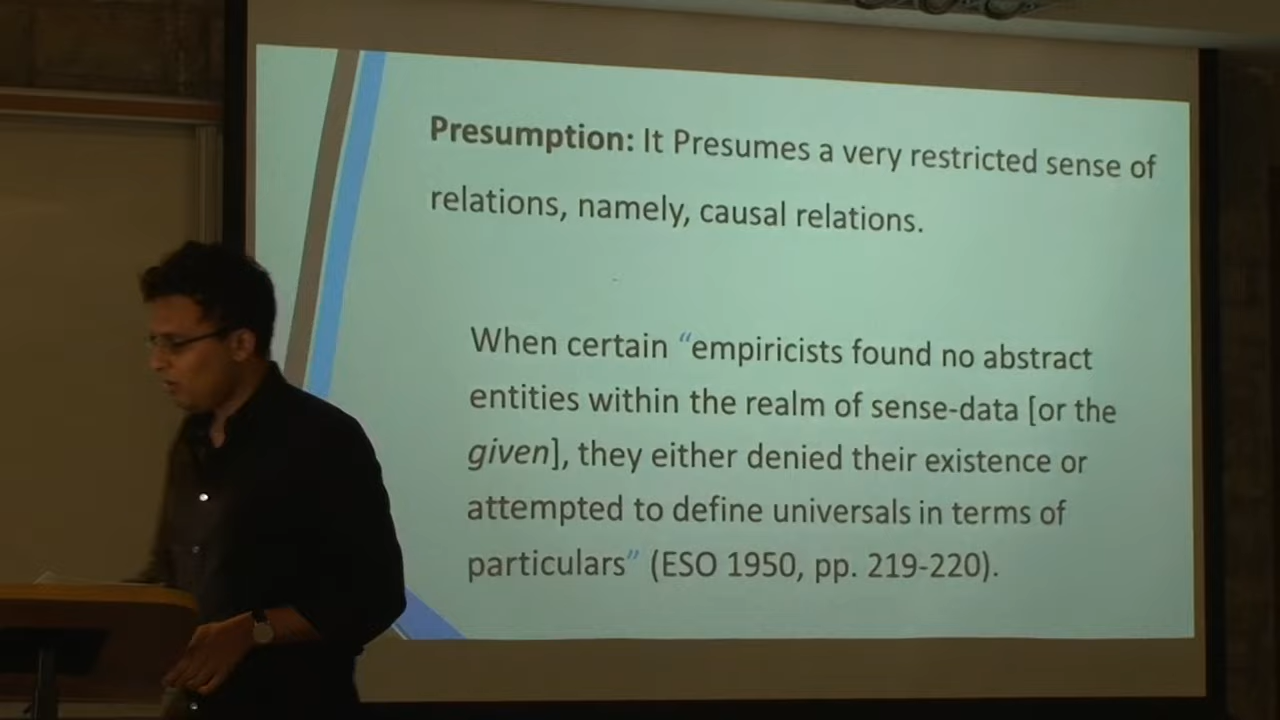 Presumption: It Presumes a very restricted sense of
relations, namely, causal relations.
When certain “empiricists found no abstract
entities within the realm of sense-data [or the
given], they either denied their existence or
attempted to define universals in terms of
particulars” (ESO 1950, pp. 219-220).